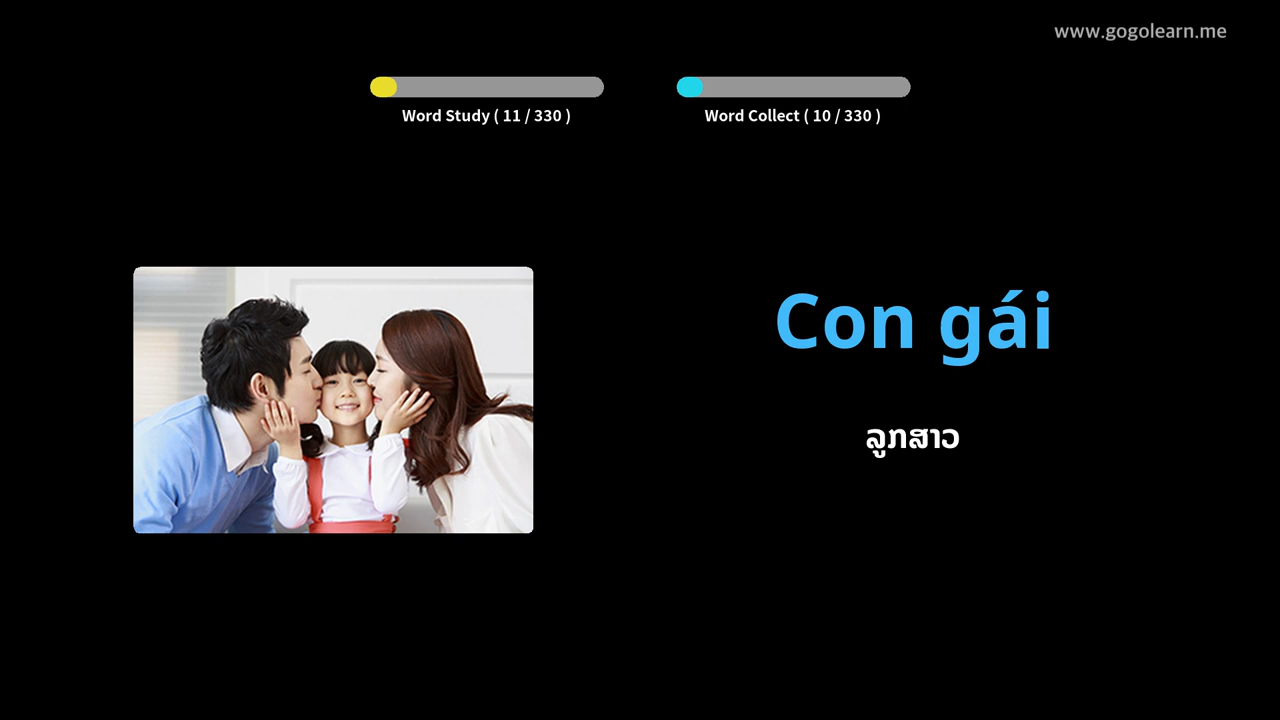 www.gogolearn.me
Word Study ( 11 / 330 )
Word Collect ( 10 / 330 )
Con gái
ລູກສາວ